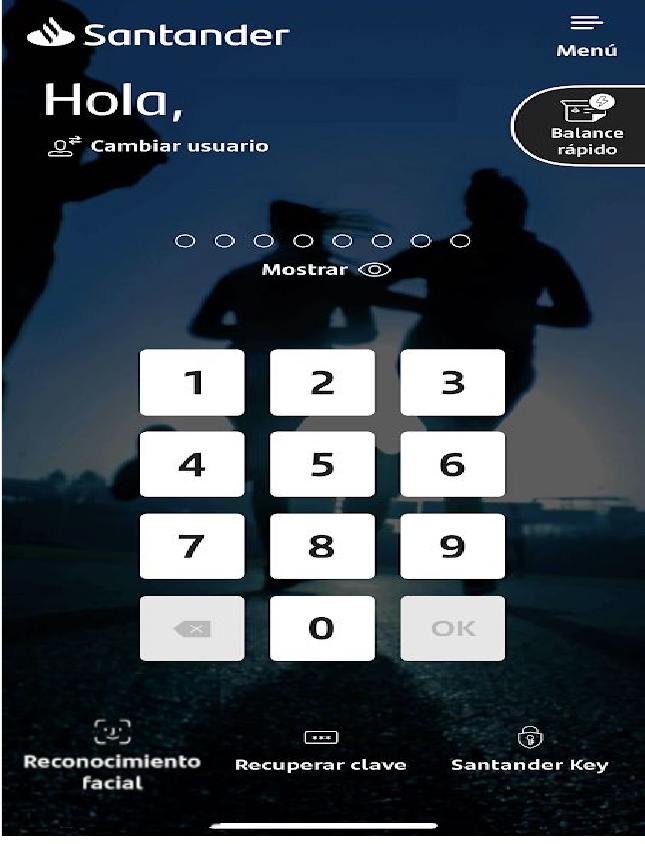 Santander
Menú
Hola,
Balance
rápido
Cambiar usuario
Mostrar
1 2 3
4 5 6
7 8 9
0 OK
Reconocimiento
facial
Recuperar clave
Santander Key